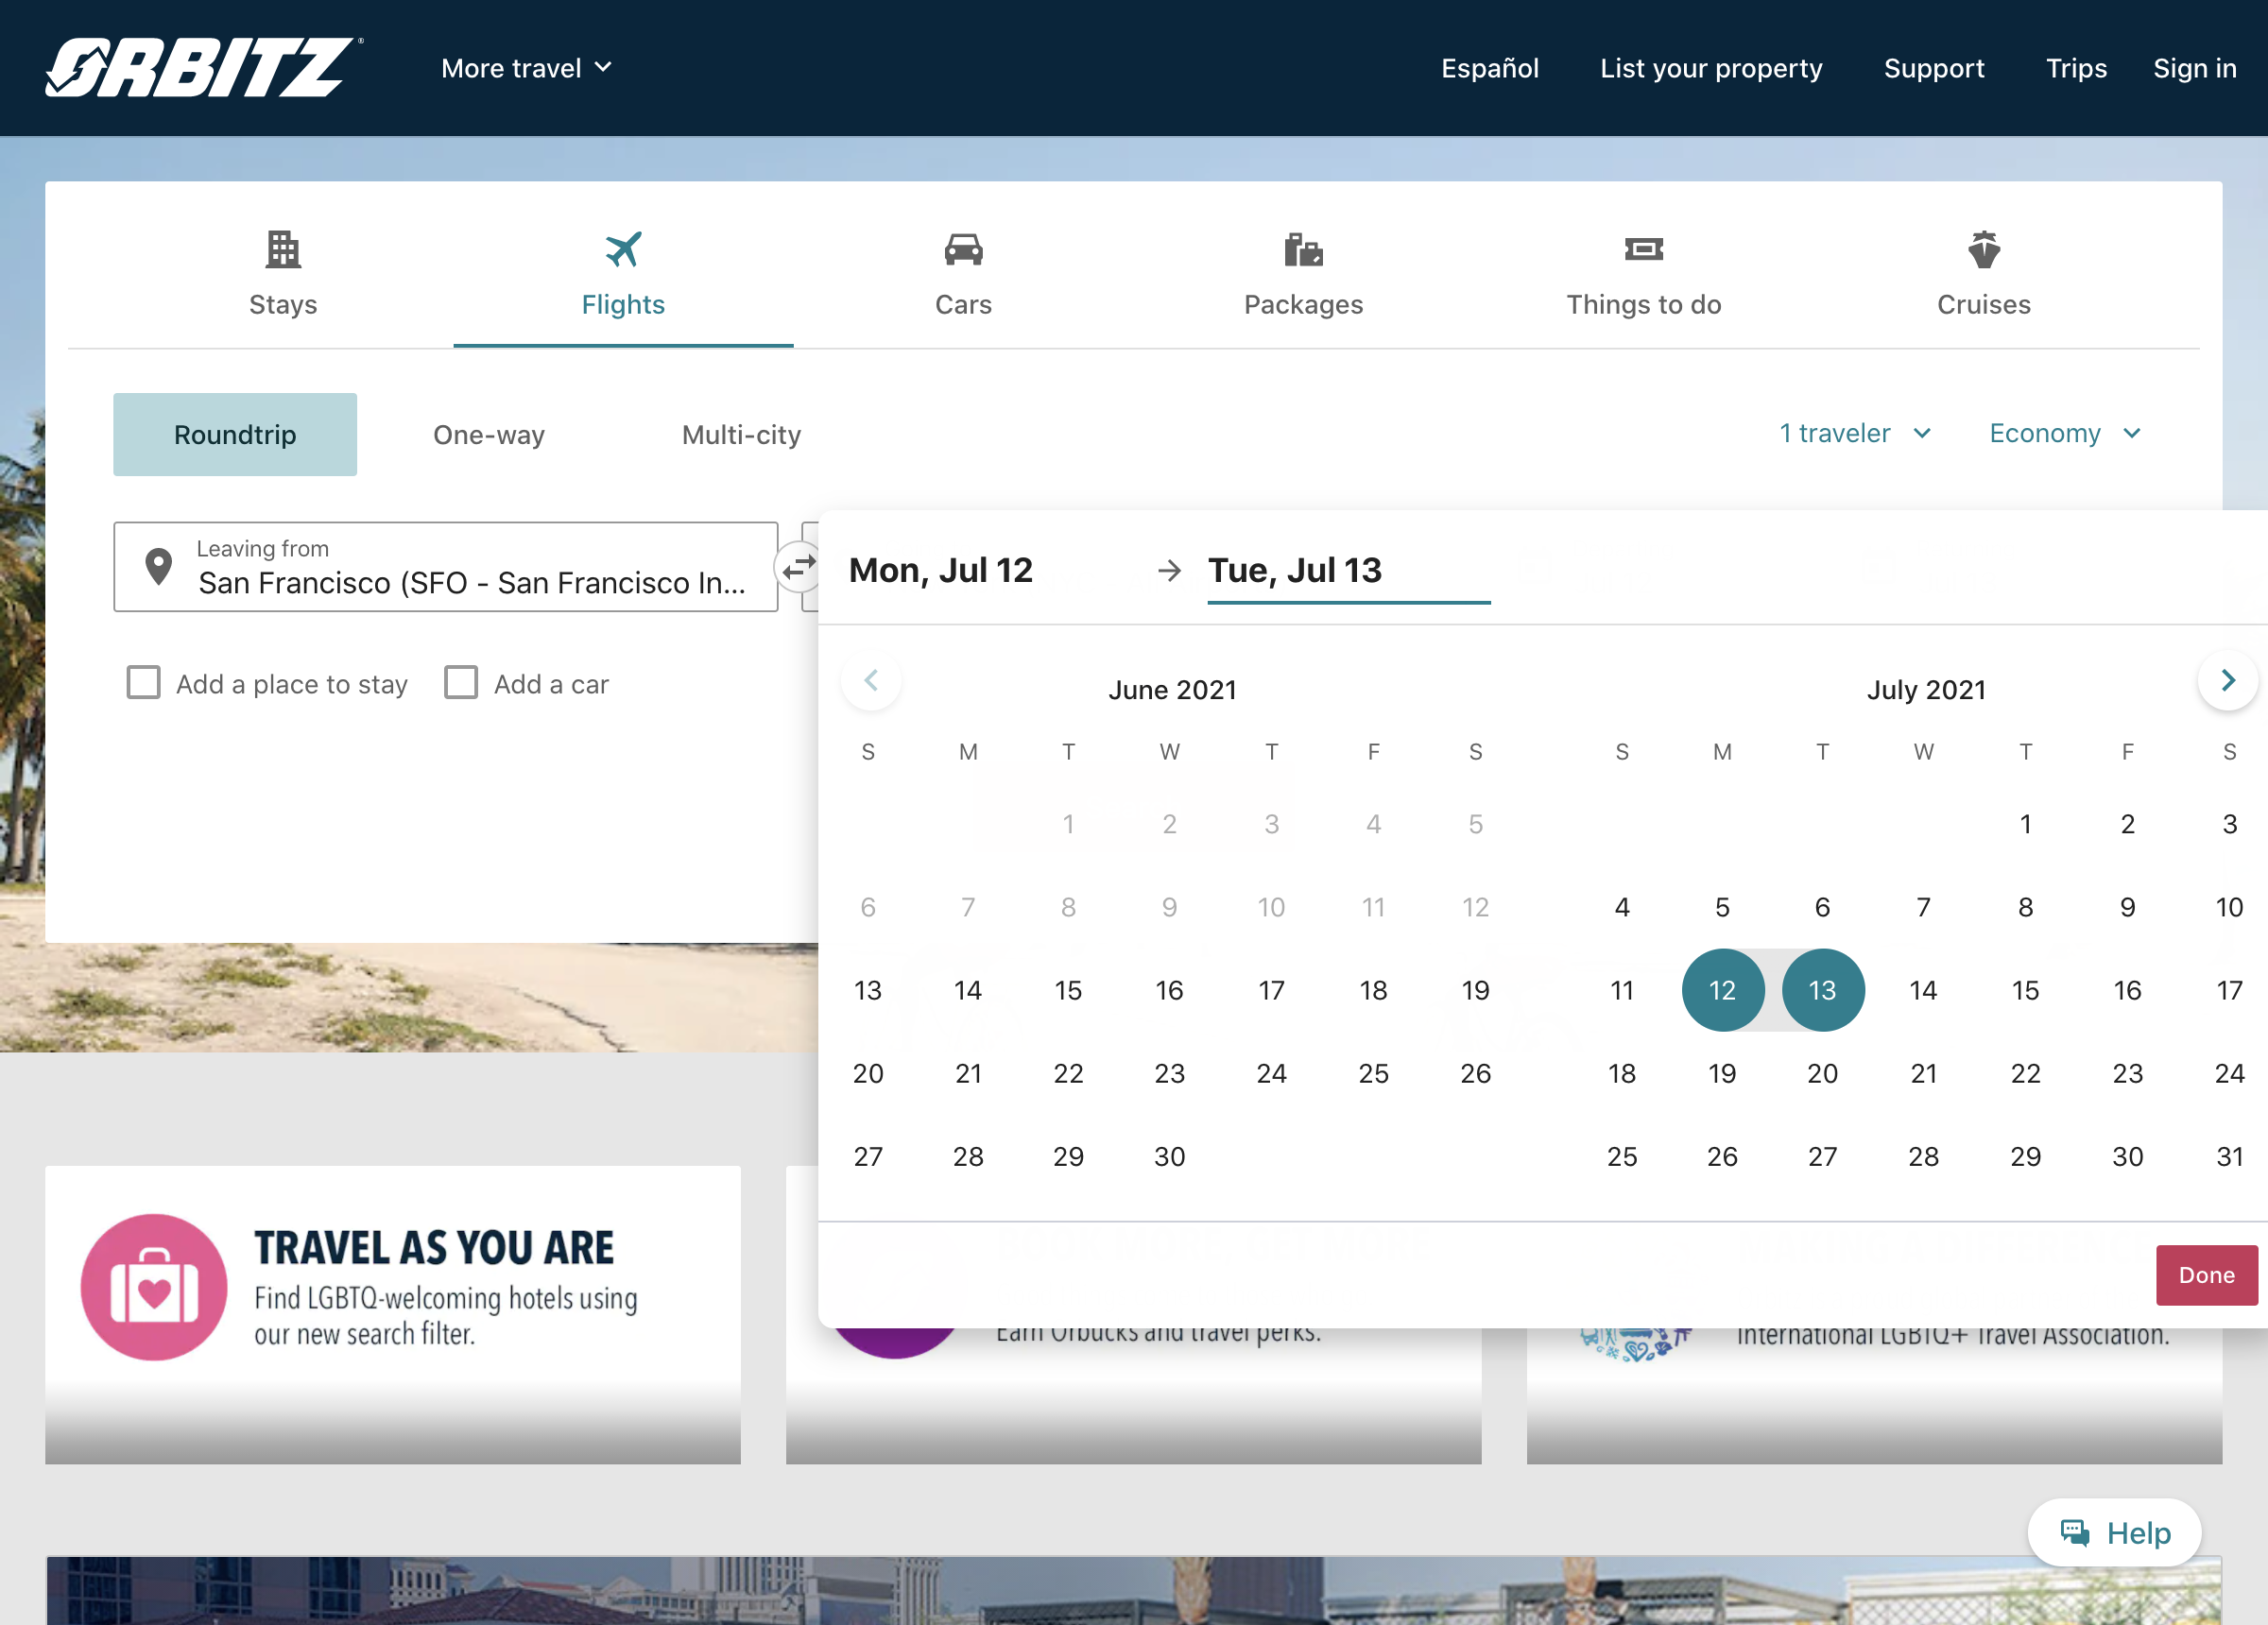 ORBITZ
More travel
Español
List your property
Support
Trips
Sign in
Stays
Flights
Cars
Packages
Things to do
Cruises
Roundtrip
One-way
Multi-city
1 traveler
Economy
Leaving from
San Francisco (SFO - San Francisco In...
Add a place to stay
Add a car
Mon, Jul 12
Tue, Jul 13
June 2021
S M T W T F S
1 2 3 4 5
6 7 8 9 10 11 12
13 14 15 16 17 18 19
20 21 22 23 24 25 26
27 28 29 30
July 2021
S M T W T F S
1 2 3
4 5 6 7 8 9 10
11 12 13 14 15 16 17
18 19 20 21 22 23 24
25 26 27 28 29 30 31
Done
TRAVEL AS YOU ARE
Find LGBTQ-welcoming hotels using
our new search filter.
Earn Orbucks and travel perks.
International LGBTQ+ Travel Association.
Help